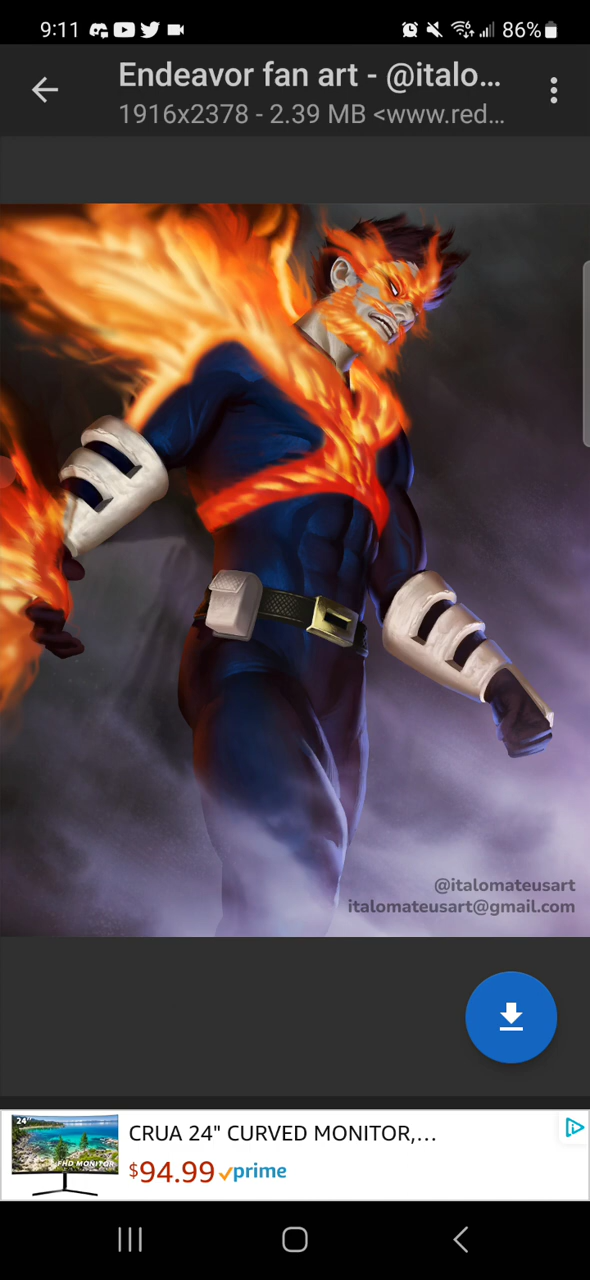 9:11 86%
Endeavor fan art - @italo...
1916x2378 - 2.39 MB <www.red...
@italomateusart
italomateusart@gmail.com
24"
FHD MONITOR
CRUA 24" CURVED MONITOR,...
$94.99 prime